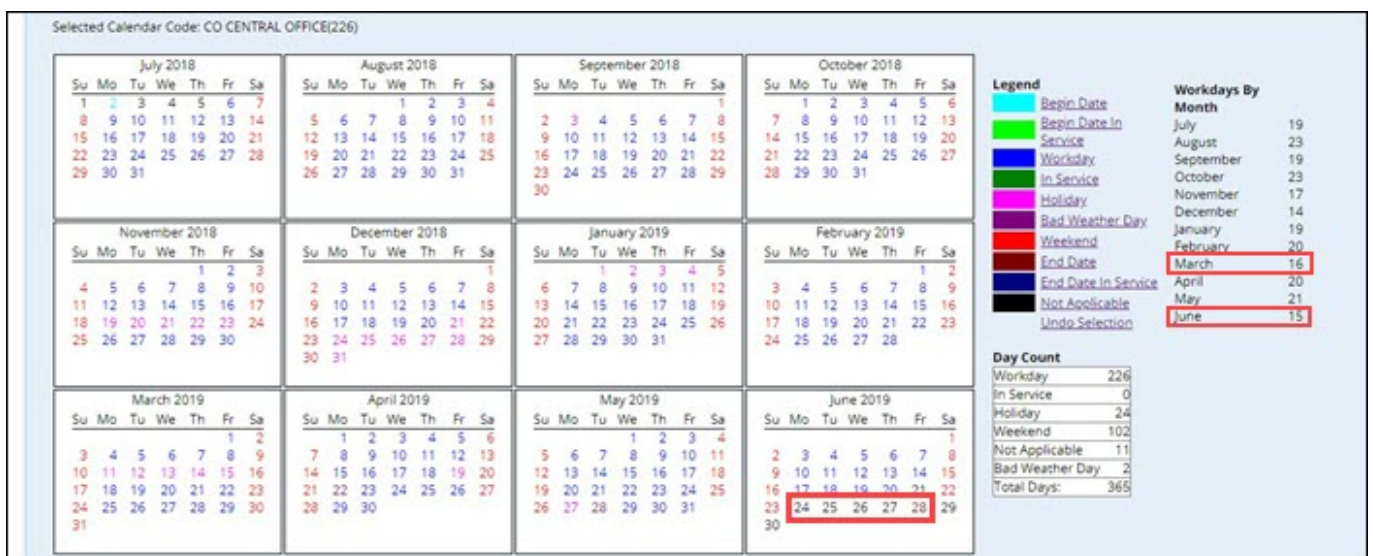 Selected Calendar Code: CO CENTRAL OFFICE(226)
July 2018
Su Mo Tu We Th Fr Sa
1 2 3 4 5 6 7
8 9 10 11 12 13 14
15 16 17 18 19 20 21
22 23 24 25 26 27 28
29 30 31
August 2018
Su Mo Tu We Th Fr Sa
1 2 3 4
5 6 7 8 9 10 11
12 13 14 15 16 17 18
19 20 21 22 23 24 25
26 27 28 29 30 31
September 2018
Su Mo Tu We Th Fr Sa
1
2 3 4 5 6 7 8
9 10 11 12 13 14 15
16 17 18 19 20 21 22
23 24 25 26 27 28 29
30
October 2018
Su Mo Tu We Th Fr Sa
1 2 3 4 5 6
7 8 9 10 11 12 13
14 15 16 17 18 19 20
21 22 23 24 25 26 27
28 29 30 31
November 2018
Su Mo Tu We Th Fr Sa
1 2 3
4 5 6 7 8 9 10
11 12 13 14 15 16 17
18 19 20 21 22 23 24
25 26 27 28 29 30
December 2018
Su Mo Tu We Th Fr Sa
1
2 3 4 5 6 7 8
9 10 11 12 13 14 15
16 17 18 19 20 21 22
23 24 25 26 27 28 29
30 31
January 2019
Su Mo Tu We Th Fr Sa
1 2 3 4 5
6 7 8 9 10 11 12
13 14 15 16 17 18 19
20 21 22 23 24 25 26
27 28 29 30 31
February 2019
Su Mo Tu We Th Fr Sa
1 2
3 4 5 6 7 8 9
10 11 12 13 14 15 16
17 18 19 20 21 22 23
24 25 26 27 28
March 2019
Su Mo Tu We Th Fr Sa
1 2
3 4 5 6 7 8 9
10 11 12 13 14 15 16
17 18 19 20 21 22 23
24 25 26 27 28 29 30
31
April 2019
Su Mo Tu We Th Fr Sa
1 2 3 4 5 6
7 8 9 10 11 12 13
14 15 16 17 18 19 20
21 22 23 24 25 26 27
28 29 30
May 2019
Su Mo Tu We Th Fr Sa
1 2 3 4
5 6 7 8 9 10 11
12 13 14 15 16 17 18
19 20 21 22 23 24 25
26 27 28 29 30 31
June 2019
Su Mo Tu We Th Fr Sa
1
2 3 4 5 6 7 8
9 10 11 12 13 14 15
16 17 18 19 20 21 22
23 24 25 26 27 28 29
30
Legend
Begin Date
Begin Date In
Service
Workday
In Service
Holiday
Bad Weather Day
Weekend
End Date
End Date In Service
Not Applicable
Undo Selection
Day Count
Workday 226
In Service 0
Holiday 24
Weekend 102
Not Applicable 11
Bad Weather Day 2
Total Days: 365
Workdays By
Month
July 19
August 23
September 19
October 23
November 17
December 14
January 19
February 20
March 16
April 20
May 21
June 15